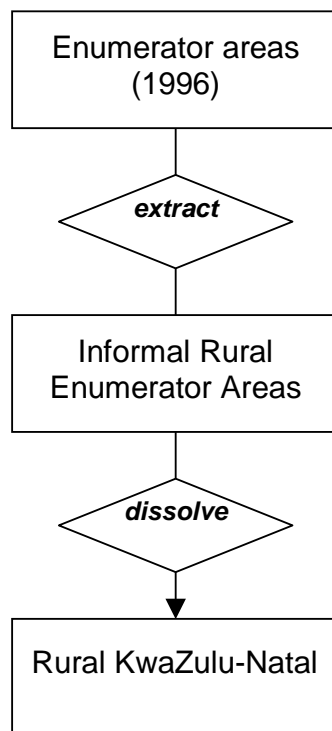 Enumerator areas
(1996)
extract
Informal Rural
Enumerator Areas
dissolve
Rural KwaZulu-Natal